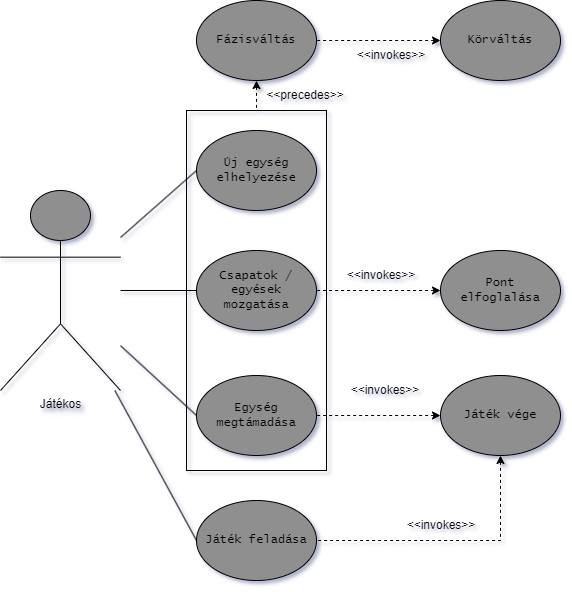 Fázisváltás
<<invokes>>
Körváltás
<<precedes>>
Új egység
elhelyezése
Csapatok /
egyések
mozgatása
<<invokes>>
Pont
elfoglalása
Játékos
Egység
megtámadása
<<invokes>>
Játék vége
Játék feladása
<<invokes>>